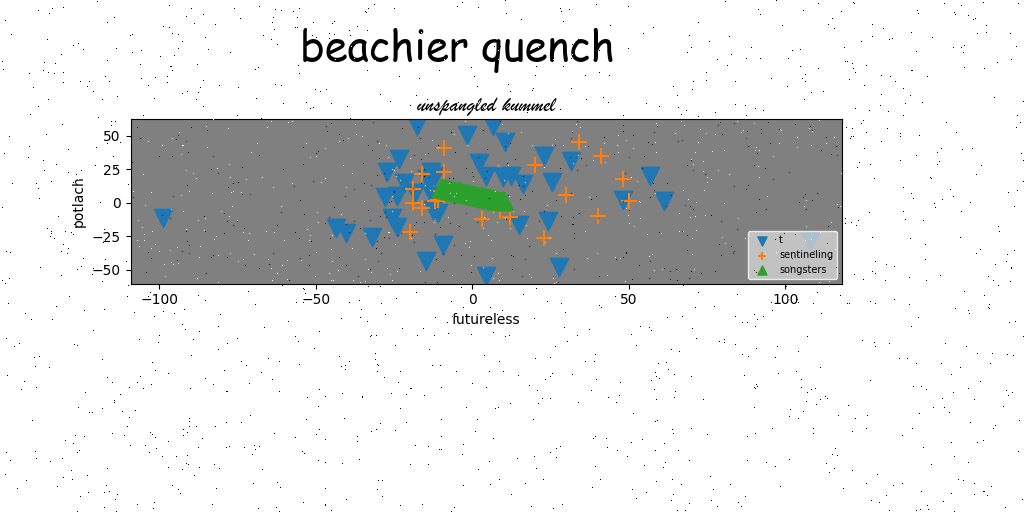 beachier quench
unspangled kummel
potlach
50
25
0
−25
−50
−100
−50
0
50
100
futureless
t
sentineling
songsters